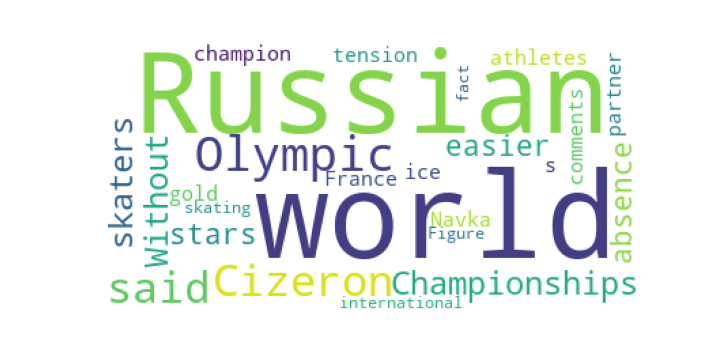 champion
tension
athletes
Russian
fact
partner
comments
skaters
Without
Olympic
easier
France
ice
s
absence
gold
skating
world
Navka
stars
Figure
said
Cizeron
Championships
international